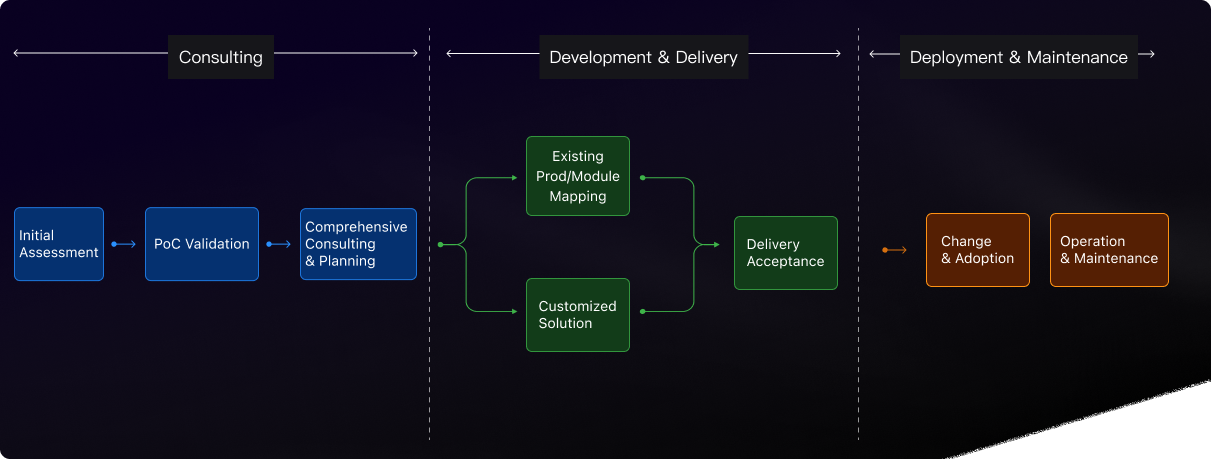 Consulting
Development & Delivery
Deployment & Maintenance
Initial
Assessment
PoC Validation
Comprehensive
Consulting
& Planning
Existing
Prod/Module
Mapping
Customized
Solution
Delivery
Acceptance
Change
& Adoption
Operation
& Maintenance